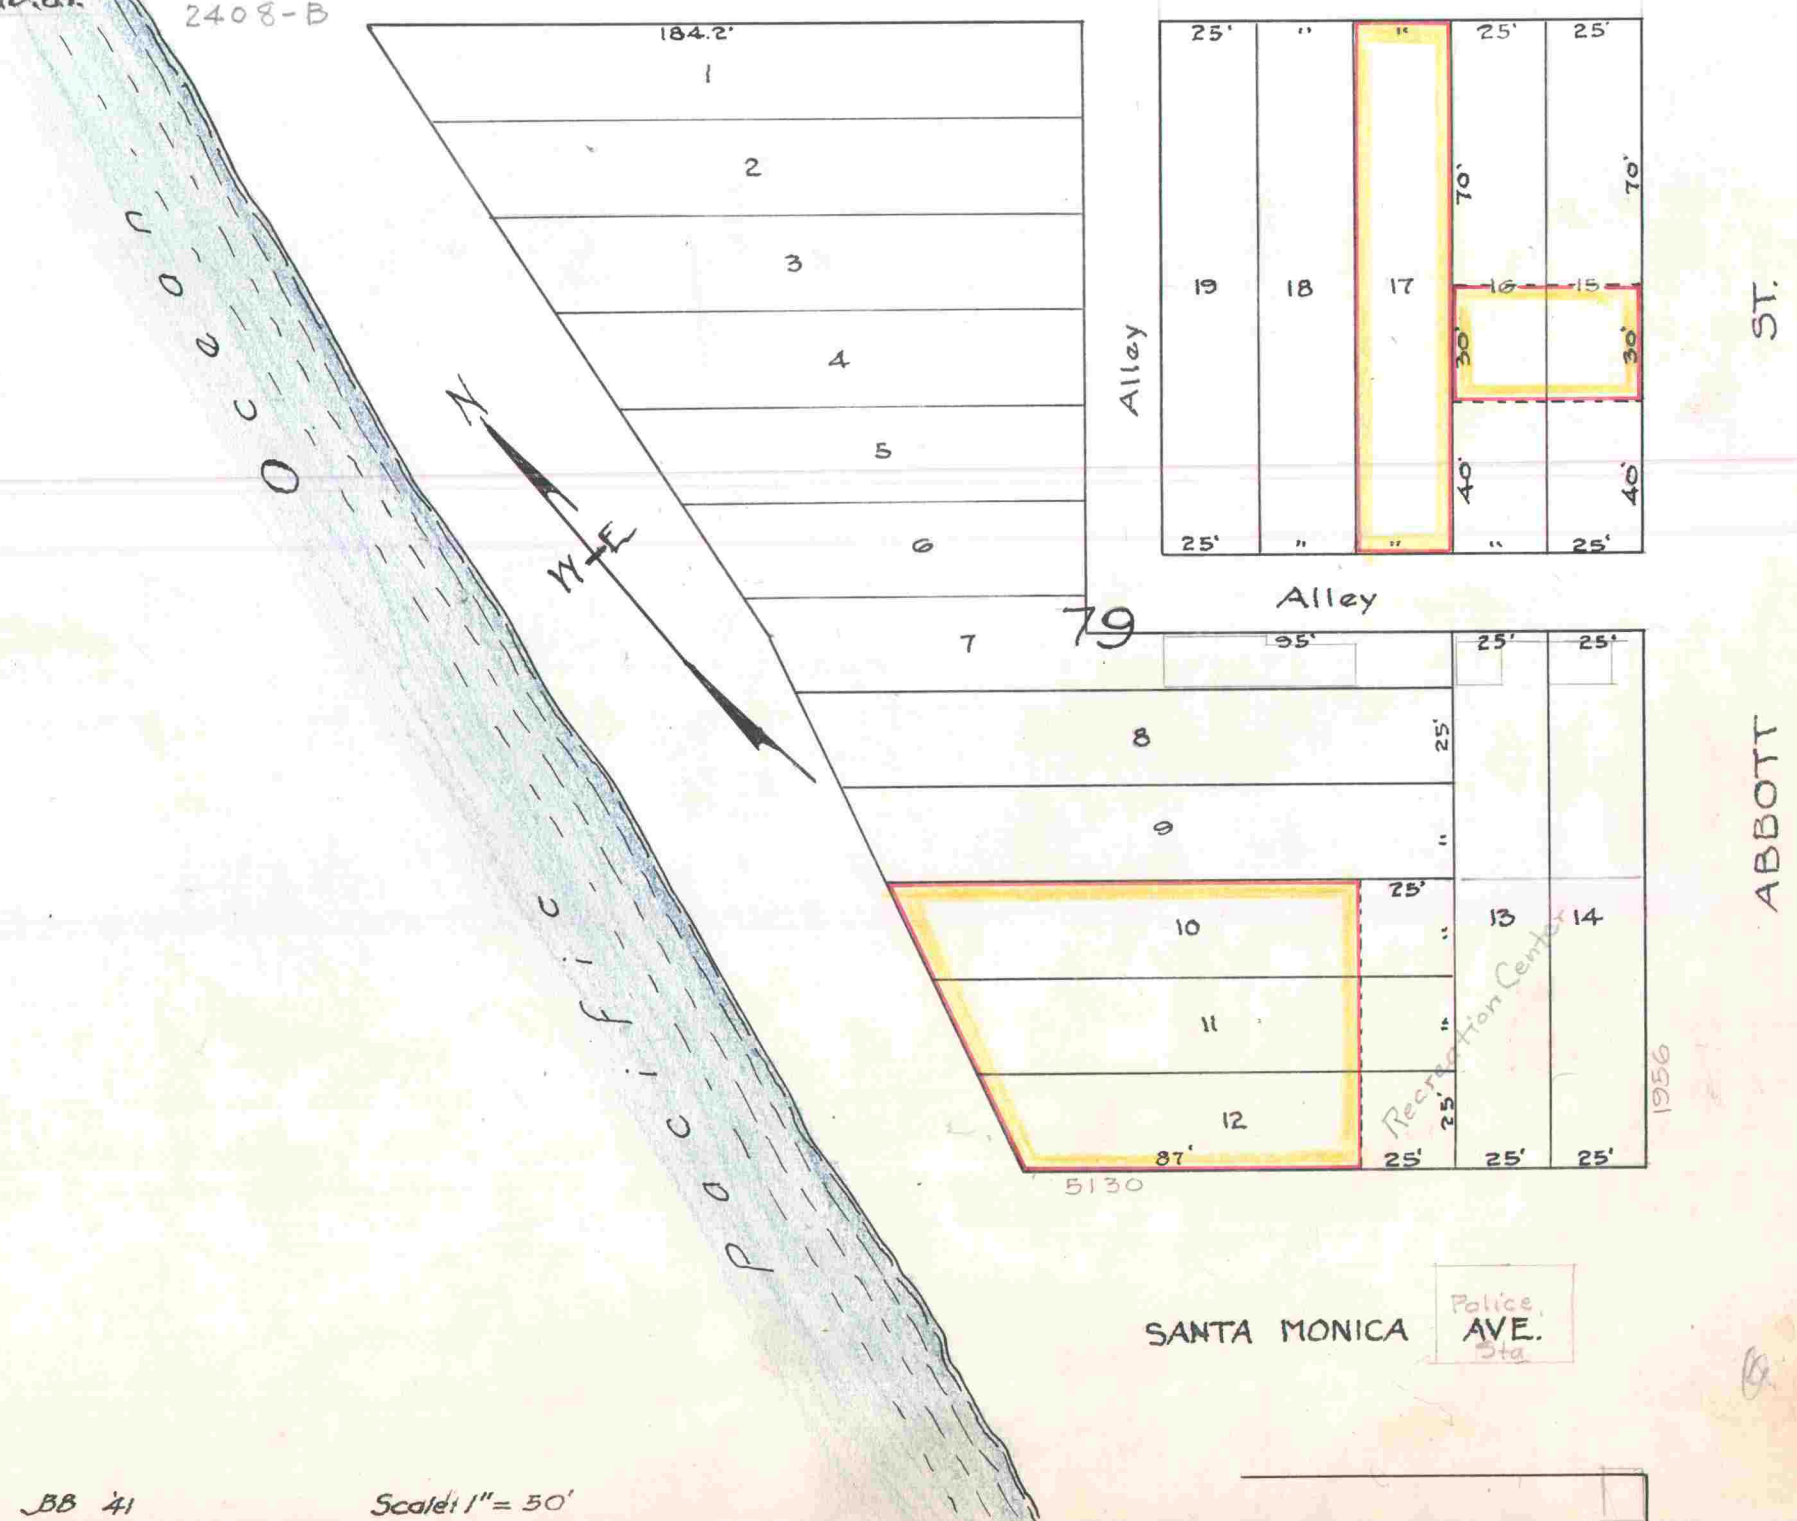 2408-B
184.2'
1
2
3
4
5
6
7
79
8
9
10
11
12
87'
5130
Pacific Ocean
N
W E
Alley
25' " " 25' 25'
19 18 17 16 15
70' 70'
30' 30'
40' 40'
25' " " " 25'
Alley
95' 25' 25'
25'
"
25'
"
"
25'
13 14
Recreation Center
25' 25' 25'
1956
ABBOTT ST.
SANTA MONICA AVE.
Police
Sta
BB '41
Scale: 1" = 50'